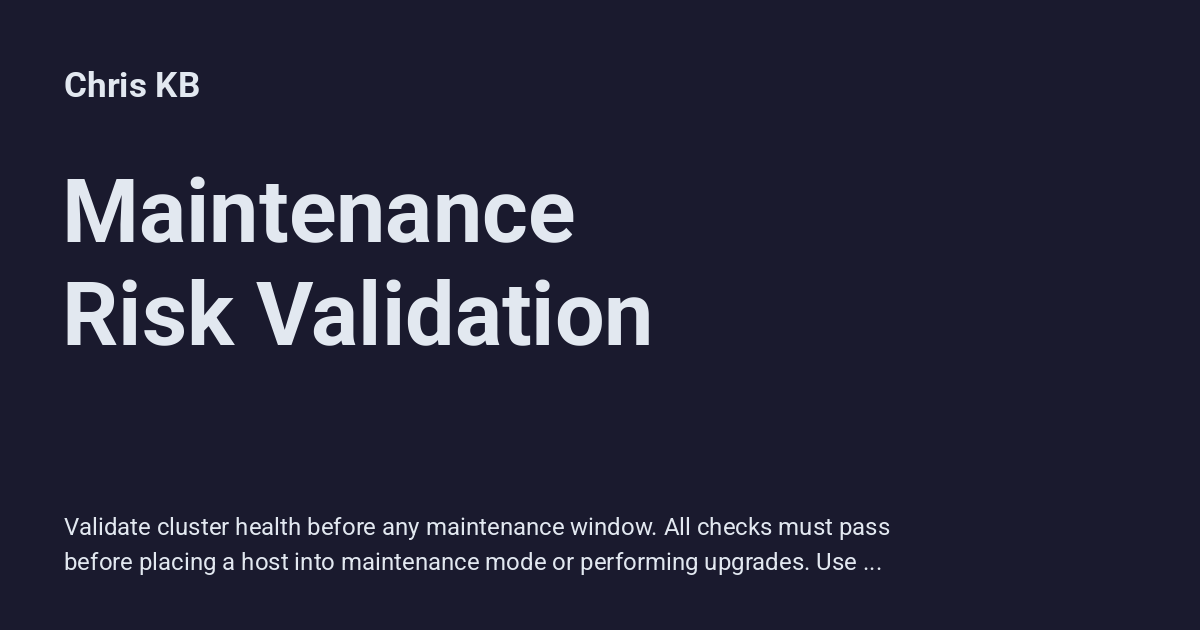 Chris KB
Maintenance
Risk Validation
Validate cluster health before any maintenance window. All checks must pass
before placing a host into maintenance mode or performing upgrades. Use ...